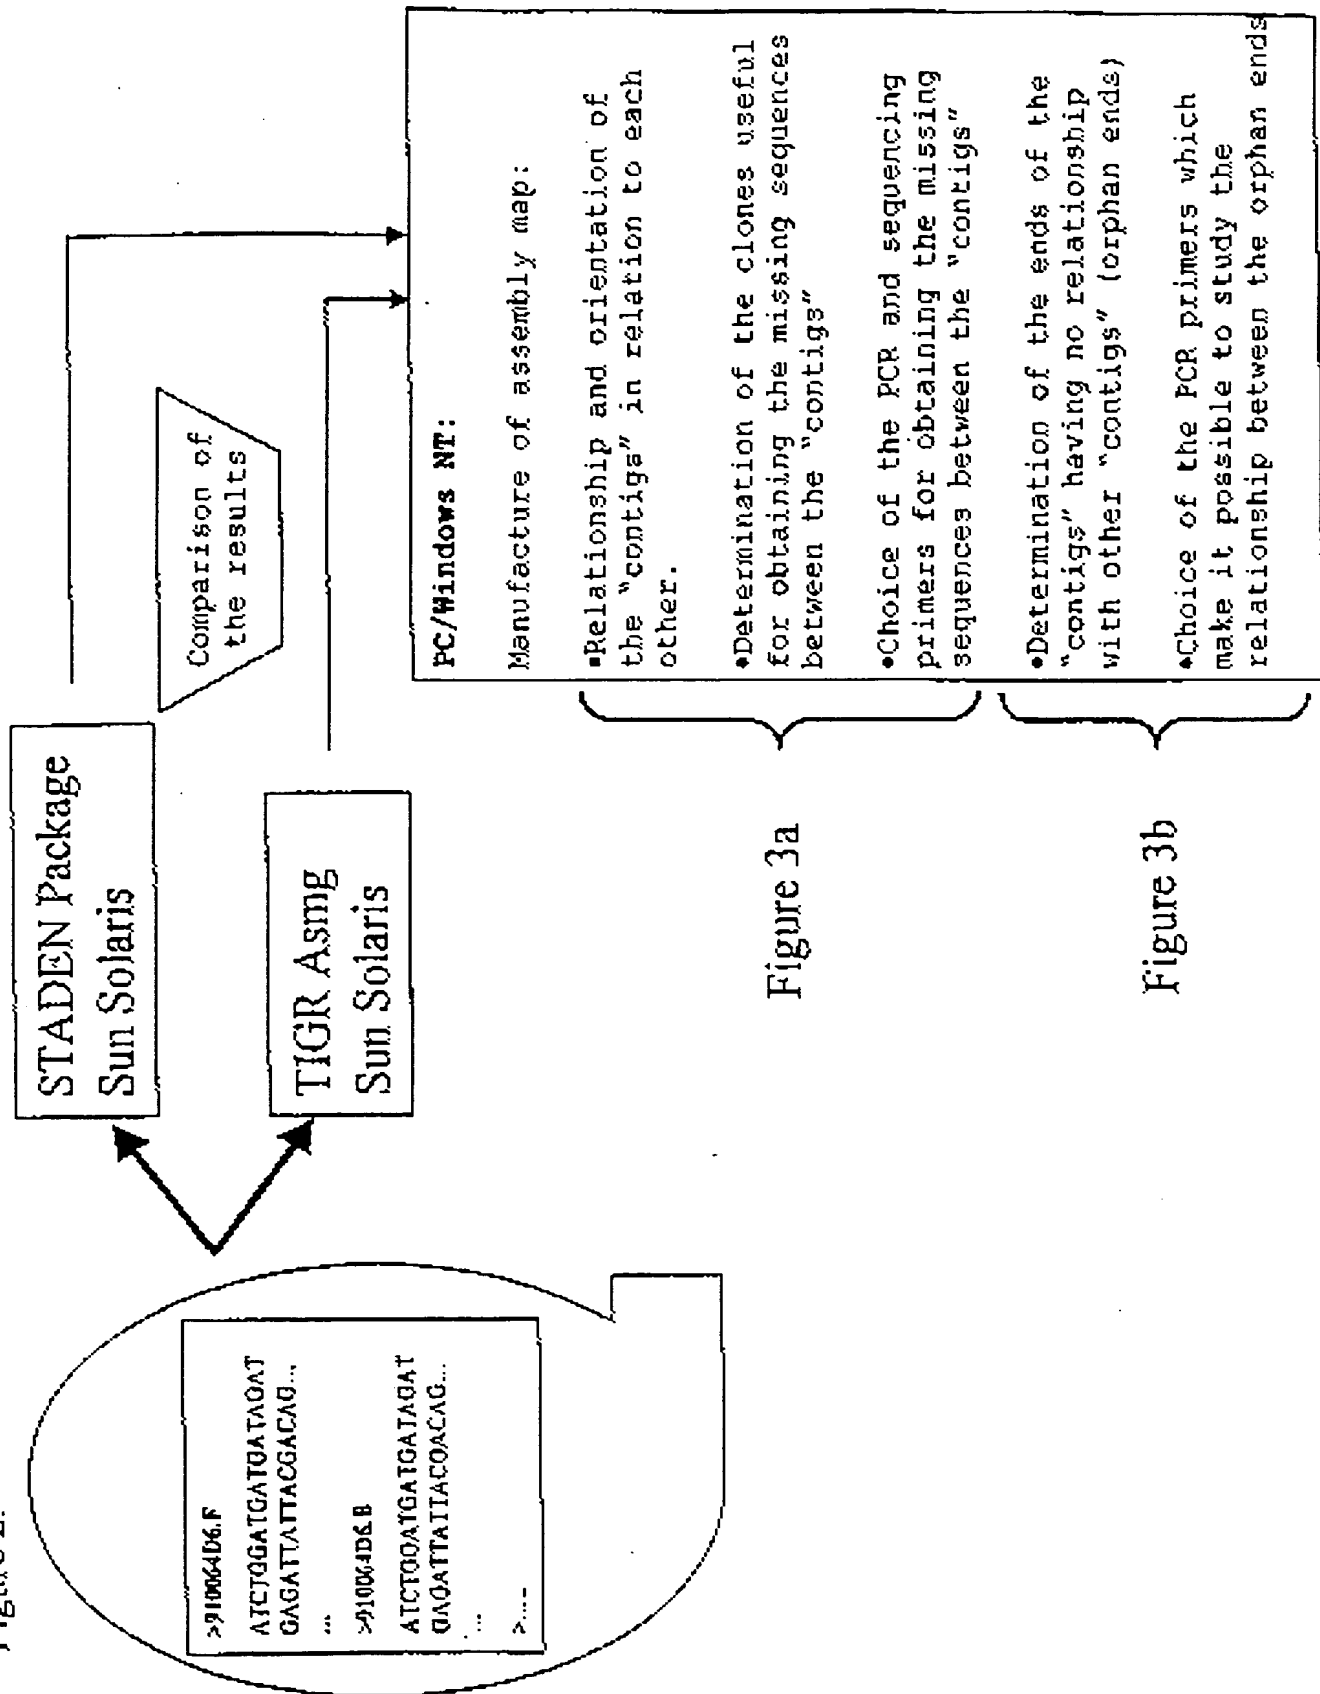 Figure 2.
>910064D6.F
ATCTGGATGATGATAGAT
GAGATTATTACGACAG...
...
>910064D6.B
ATCTGGATGATGATAGAT
GAGATTATTACGACAG...
...
>...
STADEN Package
Sun Solaris
TIGR Asmg
Sun Solaris
Comparison of
the results
PC/Windows NT:
Manufacture of assembly map:
•Relationship and orientation of
the "contigs" in relation to each
other.
•Determination of the clones useful
for obtaining the missing sequences
between the "contigs"
•Choice of the PCR and sequencing
primers for obtaining the missing
sequences between the "contigs"
•Determination of the ends of the
"contigs" having no relationship
with other "contigs" (orphan ends)
•Choice of the PCR primers which
make it possible to study the
relationship between the orphan ends
Figure 3a
Figure 3b